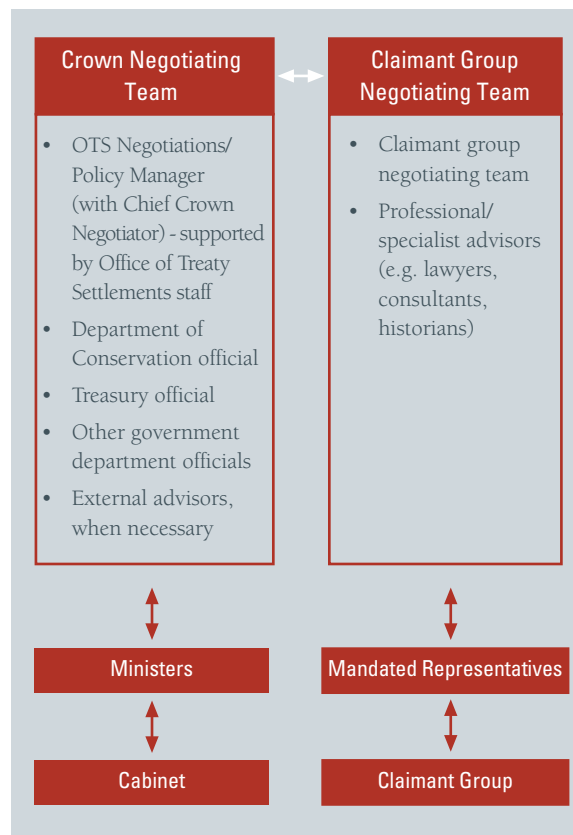 Crown Negotiating
Team
• OTS Negotiations/
Policy Manager
(with Chief Crown
Negotiator) - supported
by Office of Treaty
Settlements staff
• Department of
Conservation official
• Treasury official
• Other government
department officials
• External advisors,
when necessary
Ministers
Cabinet
Claimant Group
Negotiating Team
• Claimant group
negotiating team
• Professional/
specialist advisors
(e.g. lawyers,
consultants,
historians)
Mandated Representatives
Claimant Group